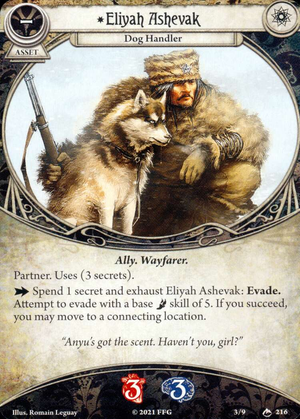 *Eliyah Ashevak
ASSET
Dog Handler
Ally. Wayfarer.
Partner. Uses (3 secrets).
Spend 1 secret and exhaust Eliyah Ashevak: Evade.
Attempt to evade with a base skill of 5. If you succeed,
you may move to a connecting location.
“Anyu's got the scent. Haven't you, girl?”
3 3
Illus. Romain Leguay © 2021 FFG 3/9 216